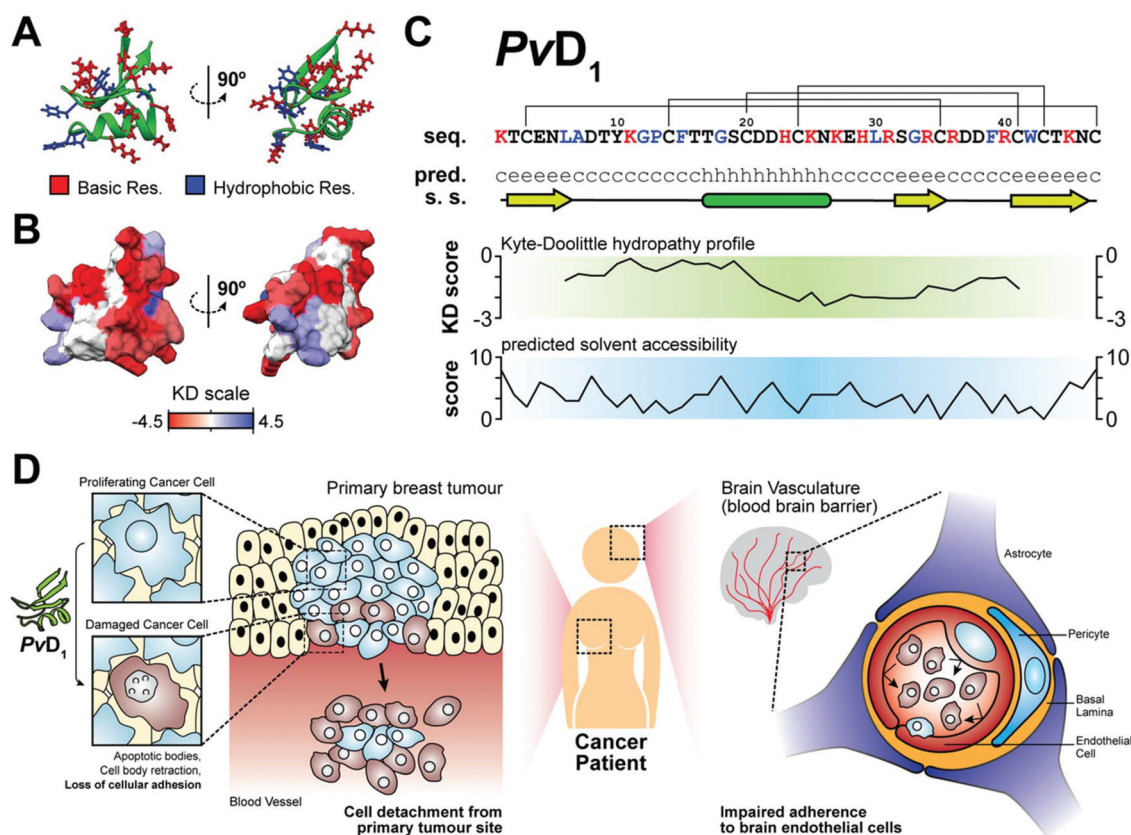 A
90º
Basic Res.
Hydrophobic Res.
B
90º
KD scale
-4.5
4.5
C
PvD1
10
20
30
40
seq.
KTCENLADTYKGPCFTTGSCDDHCKNKEHLRSGRCRDDFRCWCTKNC
pred.
ceeeeecccccccccchhhhhhhhhhccccceeeeccccceeeeeec
s. s.
Kyte-Doolittle hydropathy profile
KD score
0
-3
0
-3
predicted solvent accessibility
score
10
0
10
0
D
Proliferating Cancer Cell
PvD1
Damaged Cancer Cell
Apoptotic bodies,
Cell body retraction,
Loss of cellular adhesion
Primary breast tumour
Blood Vessel
Cell detachment from
primary tumour site
Cancer
Patient
Brain Vasculature
(blood brain barrier)
Astrocyte
Pericyte
Basal
Lamina
Endothelial
Cell
Impaired adherence
to brain endothelial cells